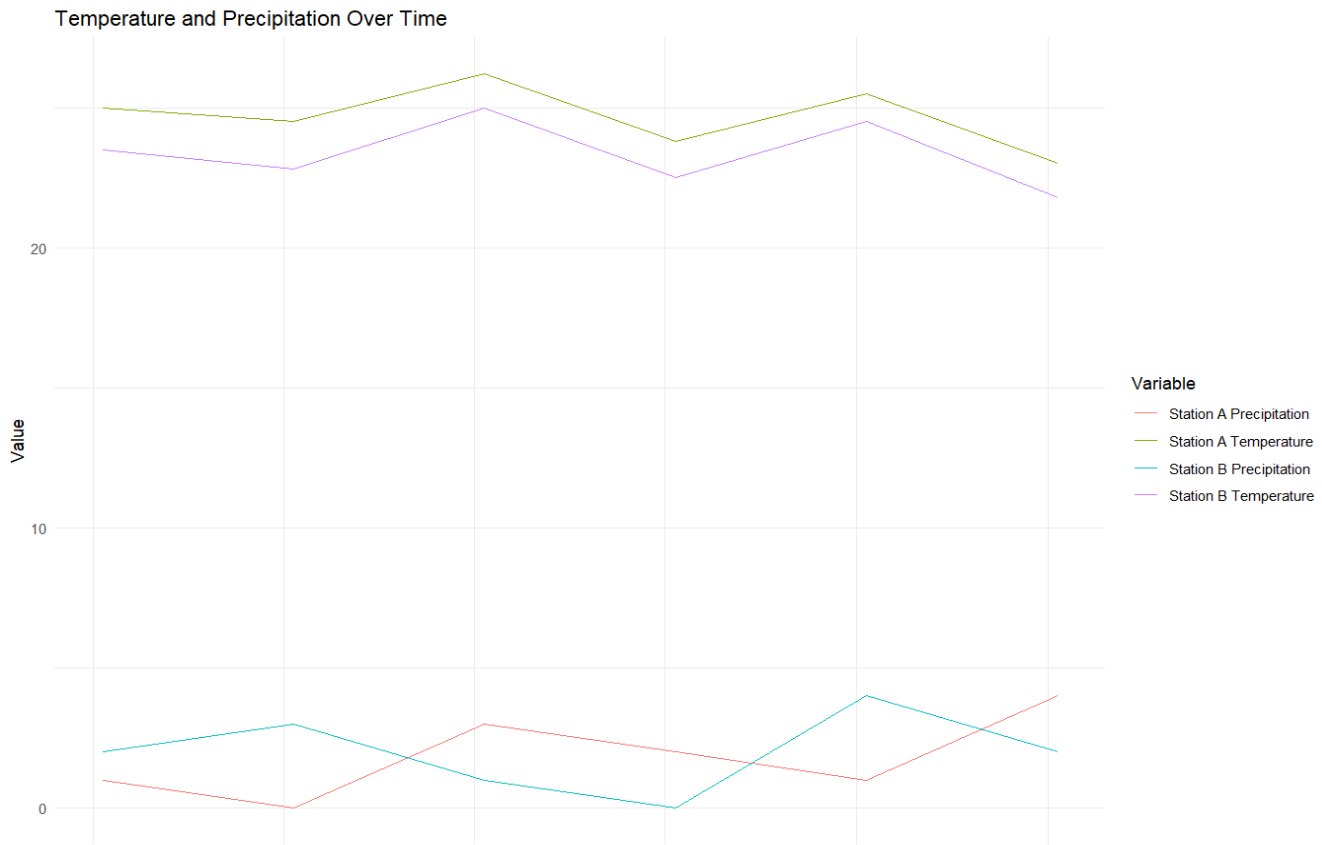 Temperature and Precipitation Over Time
20
10
0
Value
Variable
Station A Precipitation
Station A Temperature
Station B Precipitation
Station B Temperature